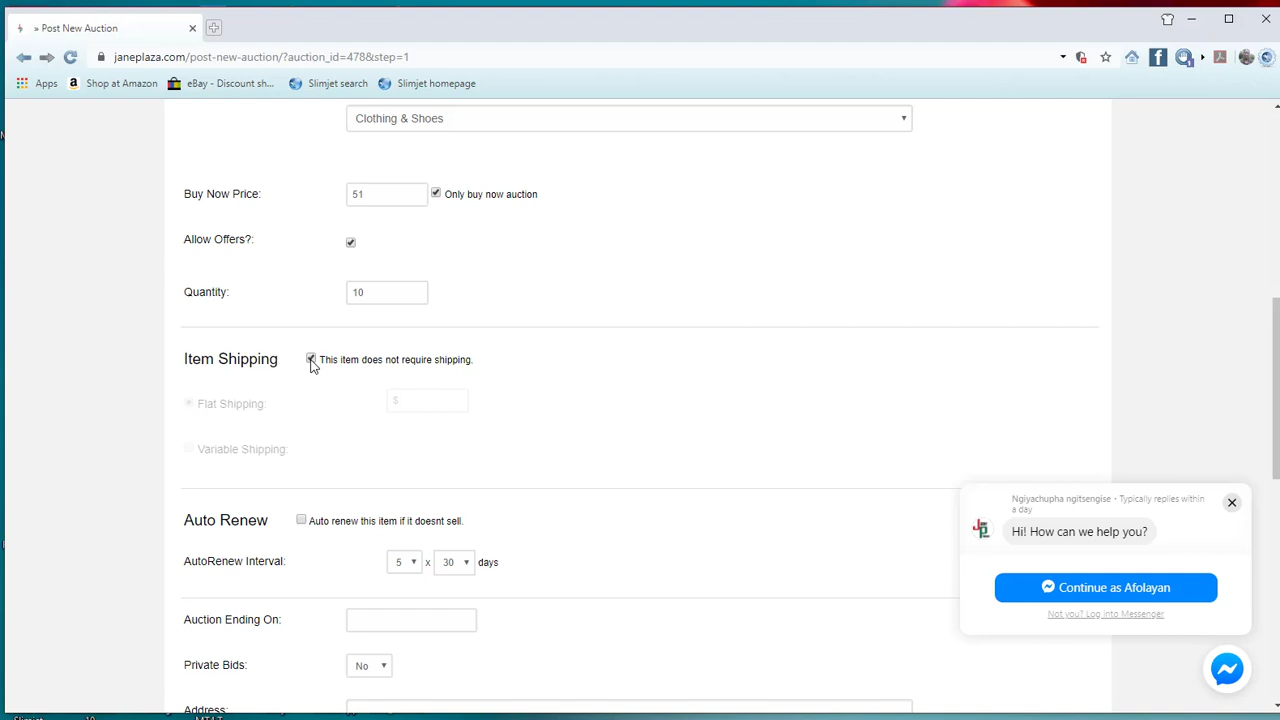 » Post New Auction
janeplaza.com/post-new-auction/?auction_id=478&step=1
Apps Shop at Amazon eBay - Discount sh... Slimjet search Slimjet homepage
Clothing & Shoes
Buy Now Price: 51 Only buy now auction
Allow Offers?:
Quantity: 10
Item Shipping This item does not require shipping.
Flat Shipping: $
Variable Shipping:
Auto Renew Auto renew this item if it doesnt sell.
AutoRenew Interval: 5 x 30 days
Auction Ending On:
Private Bids: No
Address:
Ngiyachupha ngitsengise • Typically replies within
a day
Hi! How can we help you?
Continue as Afolayan
Not you? Log into Messenger